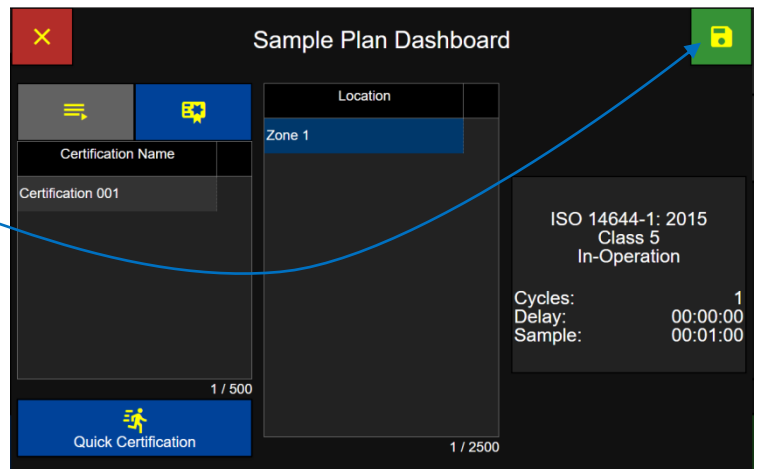 Sample Plan Dashboard
Certification Name
Certification 001
1 / 500
Quick Certification
Location
Zone 1
1 / 2500
ISO 14644-1: 2015
Class 5
In-Operation
Cycles: 1
Delay: 00:00:00
Sample: 00:01:00